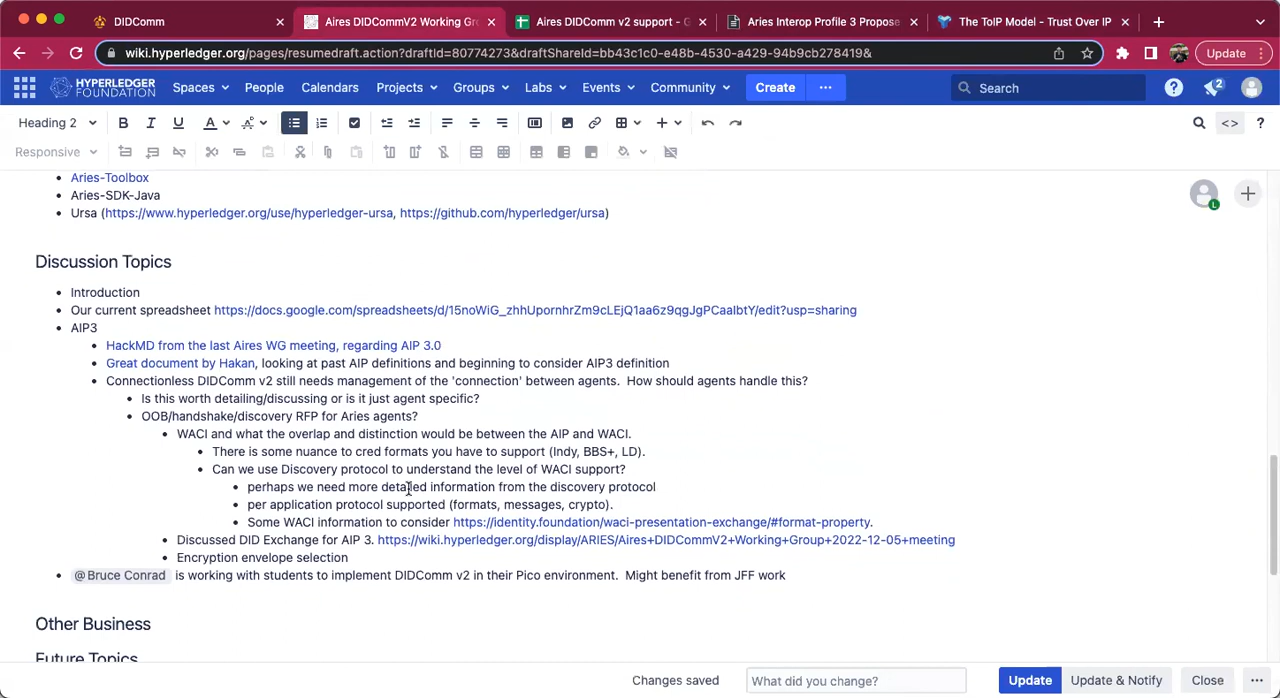 DIDComm
Aires DIDCommV2 Working Gr
Aires DIDComm v2 support - G
Aries Interop Profile 3 Propose
The ToIP Model - Trust Over IP
wiki.hyperledger.org/pages/resumedraft.action?draftId=80774273&draftShareId=bb43c1c0-e48b-4530-a429-94b9cb278419&
Update
HYPERLEDGER FOUNDATION
Spaces
People
Calendars
Projects
Groups
Labs
Events
Community
Create
Search
2
Heading 2
Responsive
Aries-Toolbox
Aries-SDK-Java
Ursa (https://www.hyperledger.org/use/hyperledger-ursa, https://github.com/hyperledger/ursa)
Discussion Topics
Introduction
Our current spreadsheet https://docs.google.com/spreadsheets/d/15noWiG_zhhUpornhrZm9cLEjQ1aa6z9qgJgPCaaIbtY/edit?usp=sharing
AIP3
HackMD from the last Aires WG meeting, regarding AIP 3.0
Great document by Hakan, looking at past AIP definitions and beginning to consider AIP3 definition
Connectionless DIDComm v2 still needs management of the 'connection' between agents. How should agents handle this?
Is this worth detailing/discussing or is it just agent specific?
OOB/handshake/discovery RFP for Aries agents?
WACI and what the overlap and distinction would be between the AIP and WACI.
There is some nuance to cred formats you have to support (Indy, BBS+, LD).
Can we use Discovery protocol to understand the level of WACI support?
perhaps we need more detailed information from the discovery protocol
per application protocol supported (formats, messages, crypto).
Some WACI information to consider https://identity.foundation/waci-presentation-exchange/#format-property.
Discussed DID Exchange for AIP 3. https://wiki.hyperledger.org/display/ARIES/Aires+DIDCommV2+Working+Group+2022-12-05+meeting
Encryption envelope selection
@Bruce Conrad is working with students to implement DIDComm v2 in their Pico environment. Might benefit from JFF work
Other Business
Future Topics
Changes saved
What did you change?
Update
Update & Notify
Close